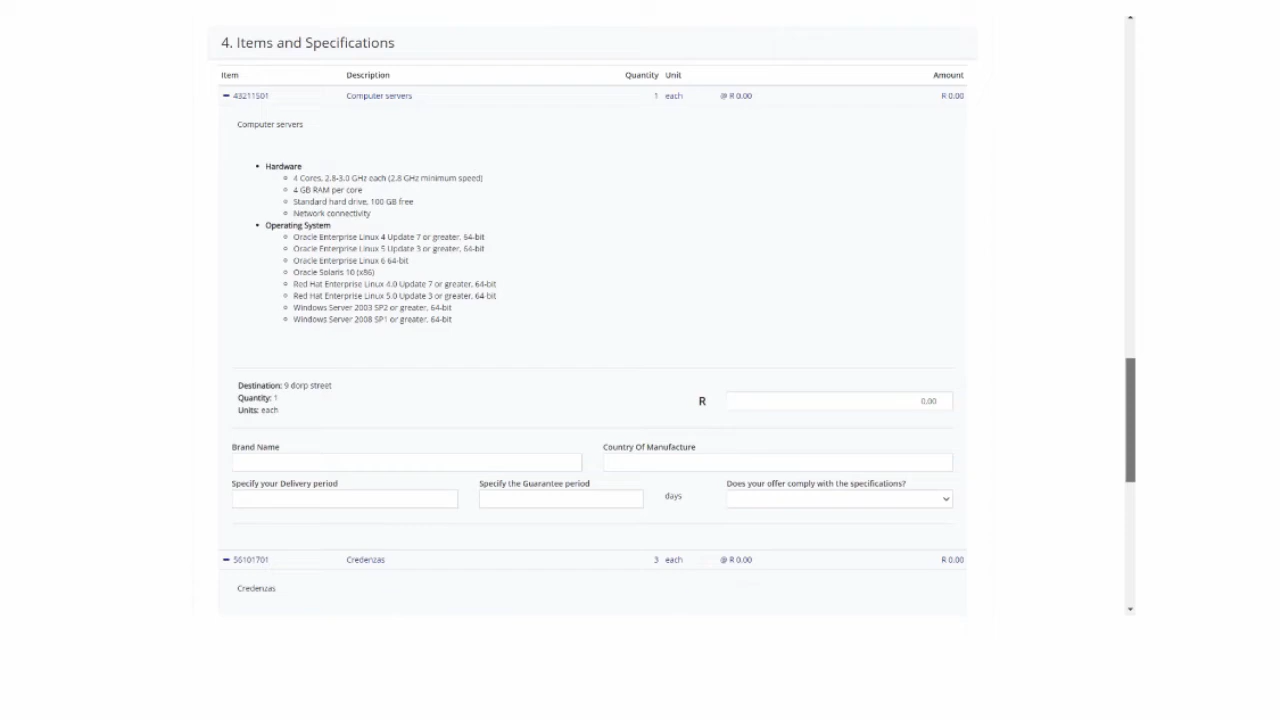 4. Items and Specifications
Item Description Quantity Unit Amount
43211501 Computer servers 1 each @ R 0.00 R 0.00
Computer servers
Hardware
4 Cores, 2.8-3.0 GHz each (2.8 GHz minimum speed)
4 GB RAM per core
Standard hard drive, 100 GB free
Network connectivity
Operating System
Oracle Enterprise Linux 4 Update 7 or greater, 64-bit
Oracle Enterprise Linux 5 Update 3 or greater, 64-bit
Oracle Enterprise Linux 6 64-bit
Oracle Solaris 10 (x86)
Red Hat Enterprise Linux 4.0 Update 7 or greater, 64-bit
Red Hat Enterprise Linux 5.0 Update 3 or greater, 64-bit
Windows Server 2003 SP2 or greater, 64-bit
Windows Server 2008 SP1 or greater, 64-bit
Destination: 9 dorp street
Quantity: 1
Units: each
R 0.00
Brand Name Country Of Manufacture
Specify your Delivery period Specify the Guarantee period days Does your offer comply with the specifications?
56101701 Credenzas 3 each @ R 0.00 R 0.00
Credenzas